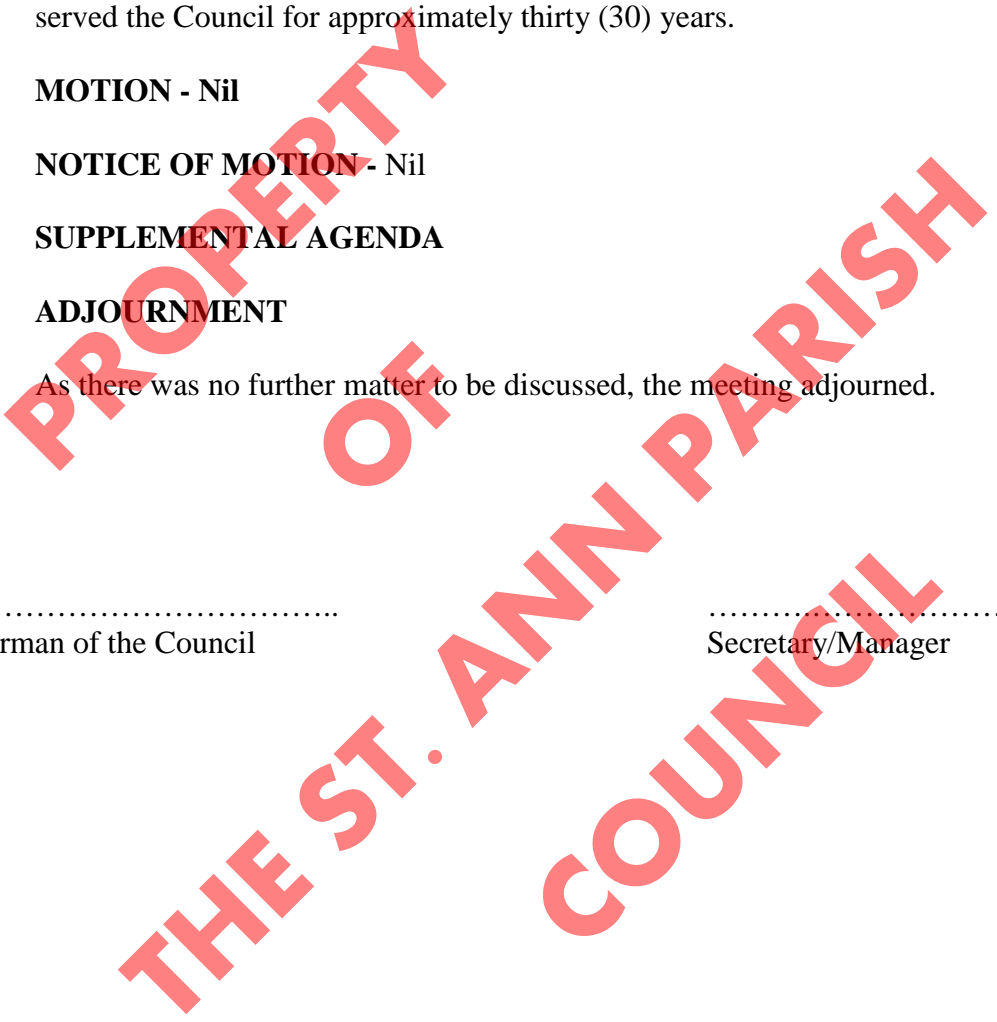 served the Council for approximately thirty (30) years.
MOTION - Nil
NOTICE OF MOTION - Nil
SUPPLEMENTAL AGENDA
ADJOURNMENT
As there was no further matter to be discussed, the meeting adjourned.
………………………….. ………………………
rman of the Council Secretary/Manager
PROPERTY
OF
THE ST. ANN PARISH
COUNCIL